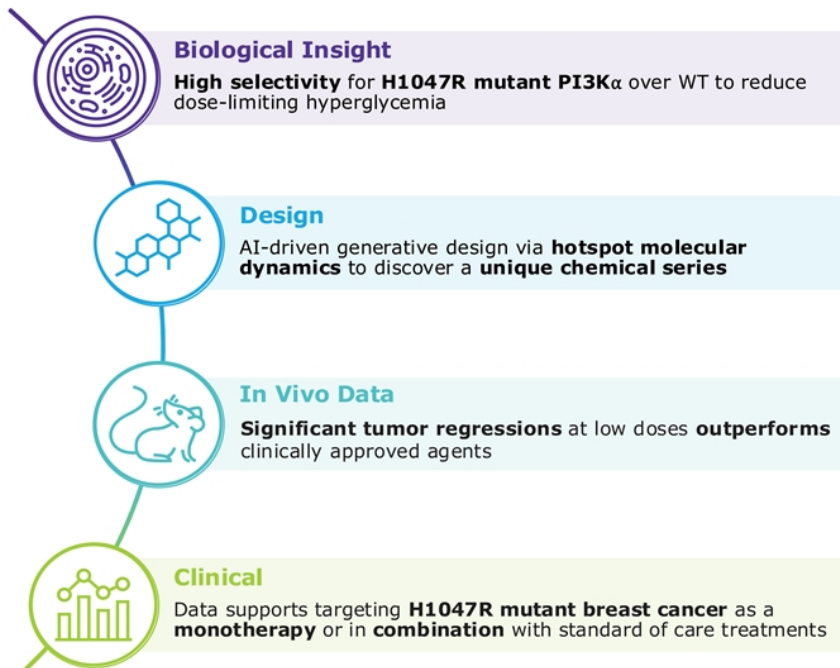 Biological Insight
High selectivity for H1047R mutant PI3Kα over WT to reduce
dose-limiting hyperglycemia
Design
AI-driven generative design via hotspot molecular
dynamics to discover a unique chemical series
In Vivo Data
Significant tumor regressions at low doses outperforms
clinically approved agents
Clinical
Data supports targeting H1047R mutant breast cancer as a
monotherapy or in combination with standard of care treatments